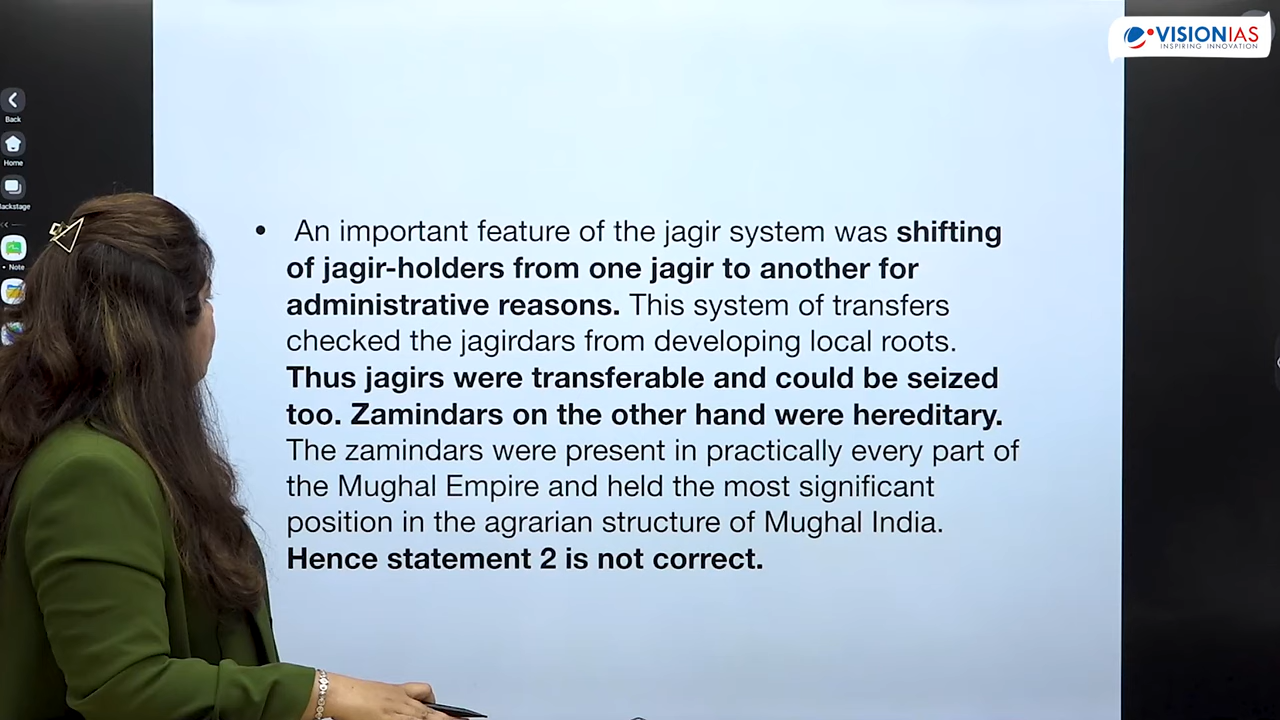 VISIONIAS
INSPIRING INNOVATION
Back
Home
Backstage
Note
• An important feature of the jagir system was shifting
of jagir-holders from one jagir to another for
administrative reasons. This system of transfers
checked the jagirdars from developing local roots.
Thus jagirs were transferable and could be seized
too. Zamindars on the other hand were hereditary.
The zamindars were present in practically every part of
the Mughal Empire and held the most significant
position in the agrarian structure of Mughal India.
Hence statement 2 is not correct.